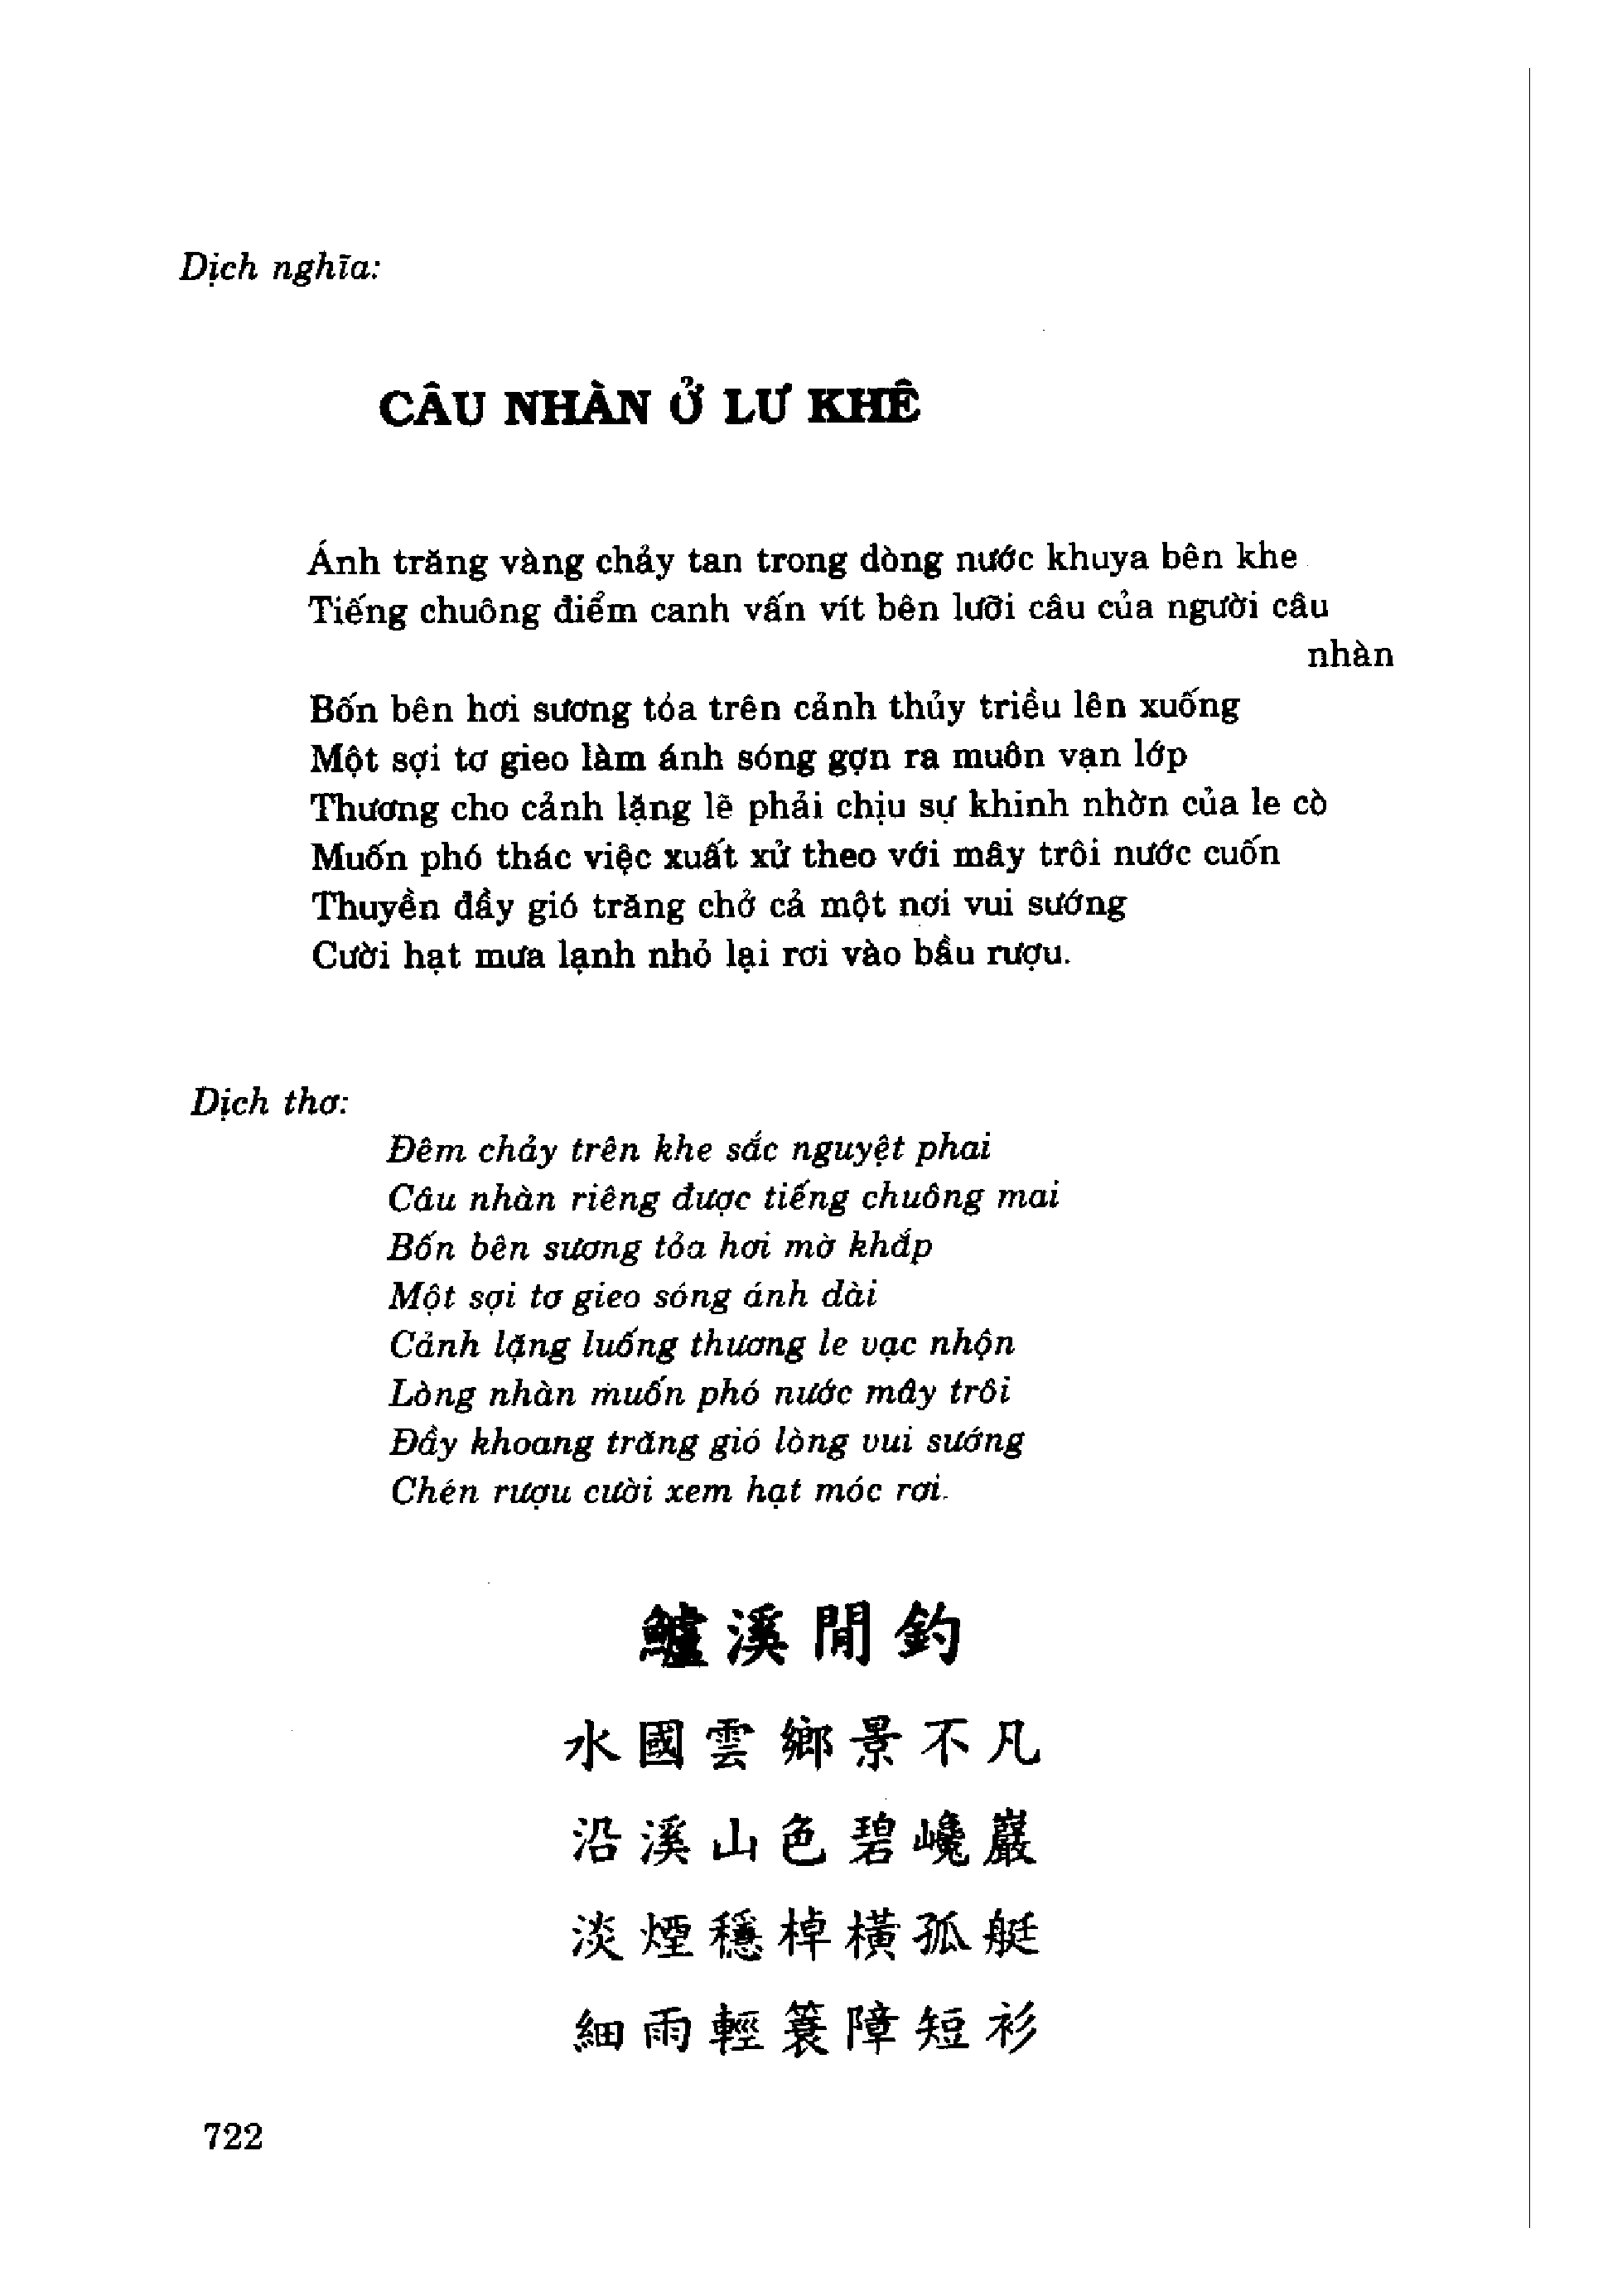 Dịch nghĩa:
CÂU NHÀN Ở LƯ KHÊ
Ánh trăng vàng chảy tan trong dòng nước khuya bên khe
Tiếng chuông điểm canh vấn vít bên lưỡi câu của người câu
nhàn
Bốn bên hơi sương tỏa trên cảnh thủy triều lên xuống
Một sợi tơ gieo làm ánh sóng gợn ra muôn vạn lớp
Thương cho cảnh lặng lẽ phải chịu sự khinh nhờn của le cò
Muốn phó thác việc xuất xử theo với mây trôi nước cuốn
Thuyền đầy gió trăng chở cả một nơi vui sướng
Cười hạt mưa lạnh nhỏ lại rơi vào bầu rượu.
Dịch thơ:
Đêm chảy trên khe sắc nguyệt phai
Câu nhàn riêng được tiếng chuông mai
Bốn bên sương tỏa hơi mờ khắp
Một sợi tơ gieo sóng ánh dài
Cảnh lặng luống thương le vạc nhộn
Lòng nhàn muốn phó nước mây trôi
Đầy khoang trăng gió lòng vui sướng
Chén rượu cười xem hạt móc rơi.
鱸溪閒釣
水國雲鄉景不凡
沿溪山色碧巉巖
淡煙穩棹橫孤艇
細雨輕簑障短衫
722